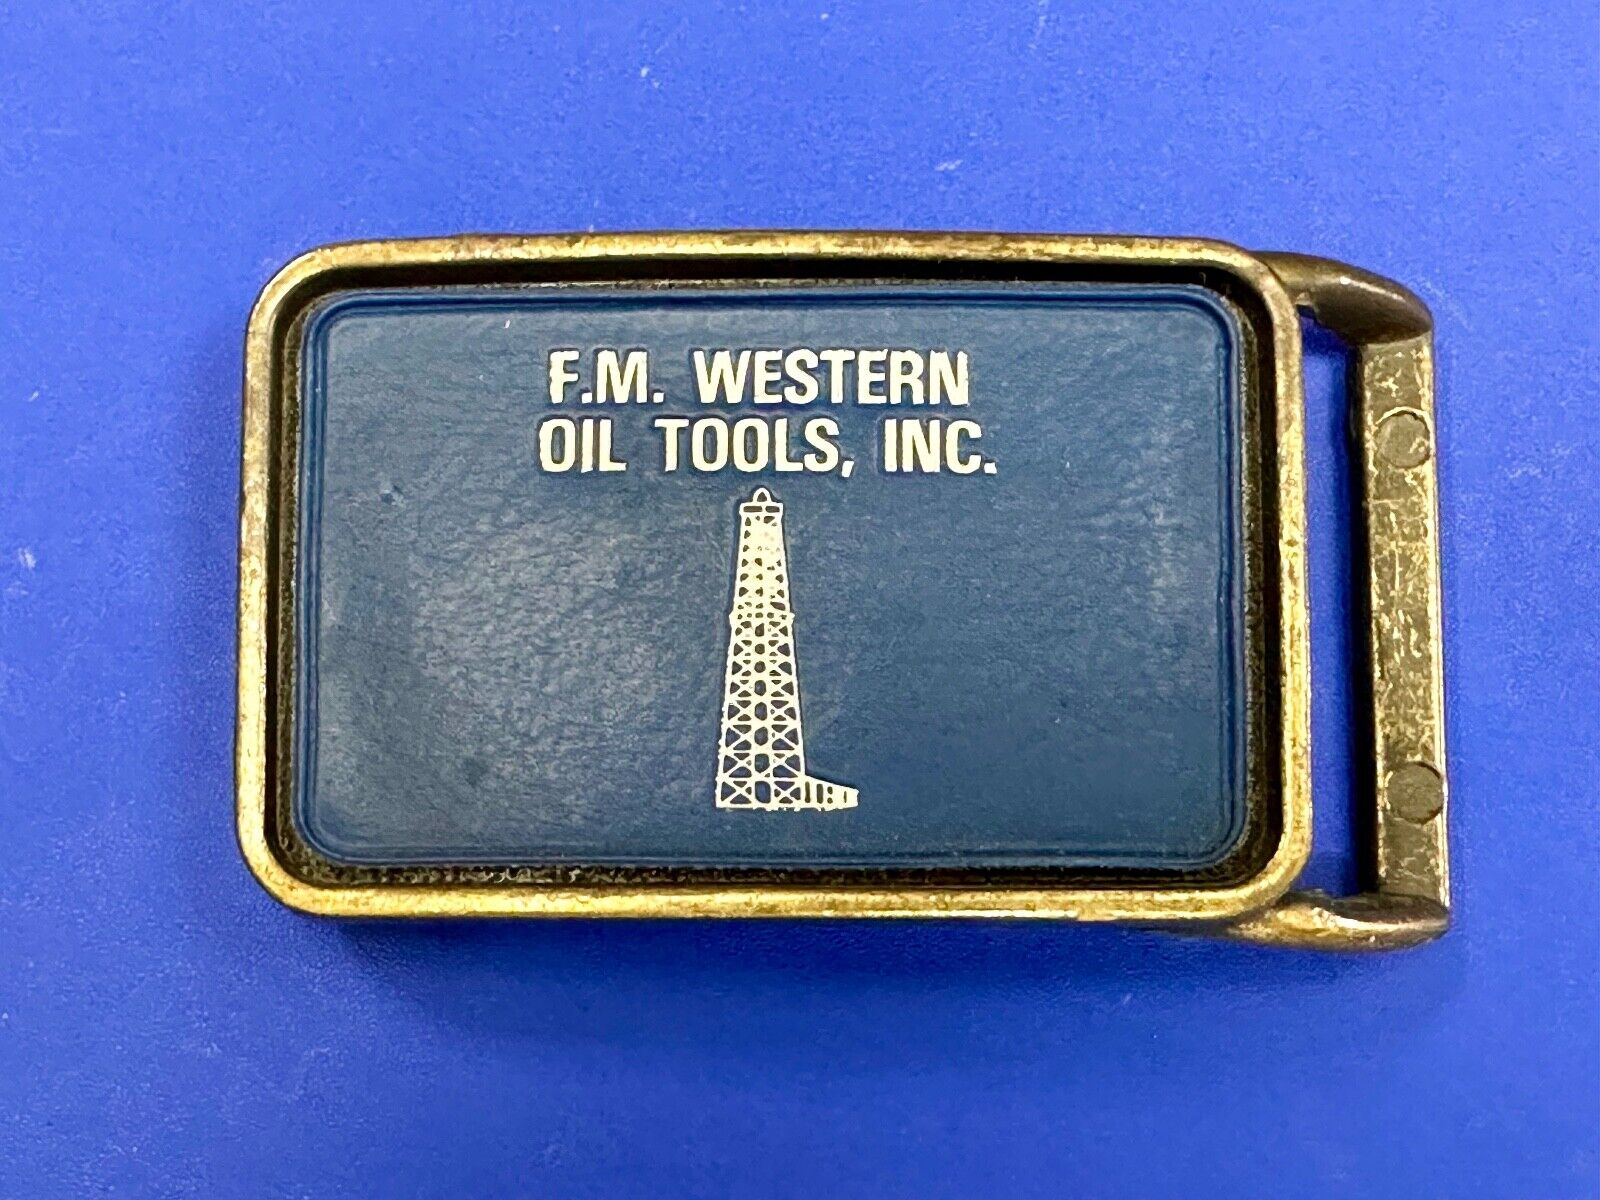 F.M. WESTERN
OIL TOOLS, INC.